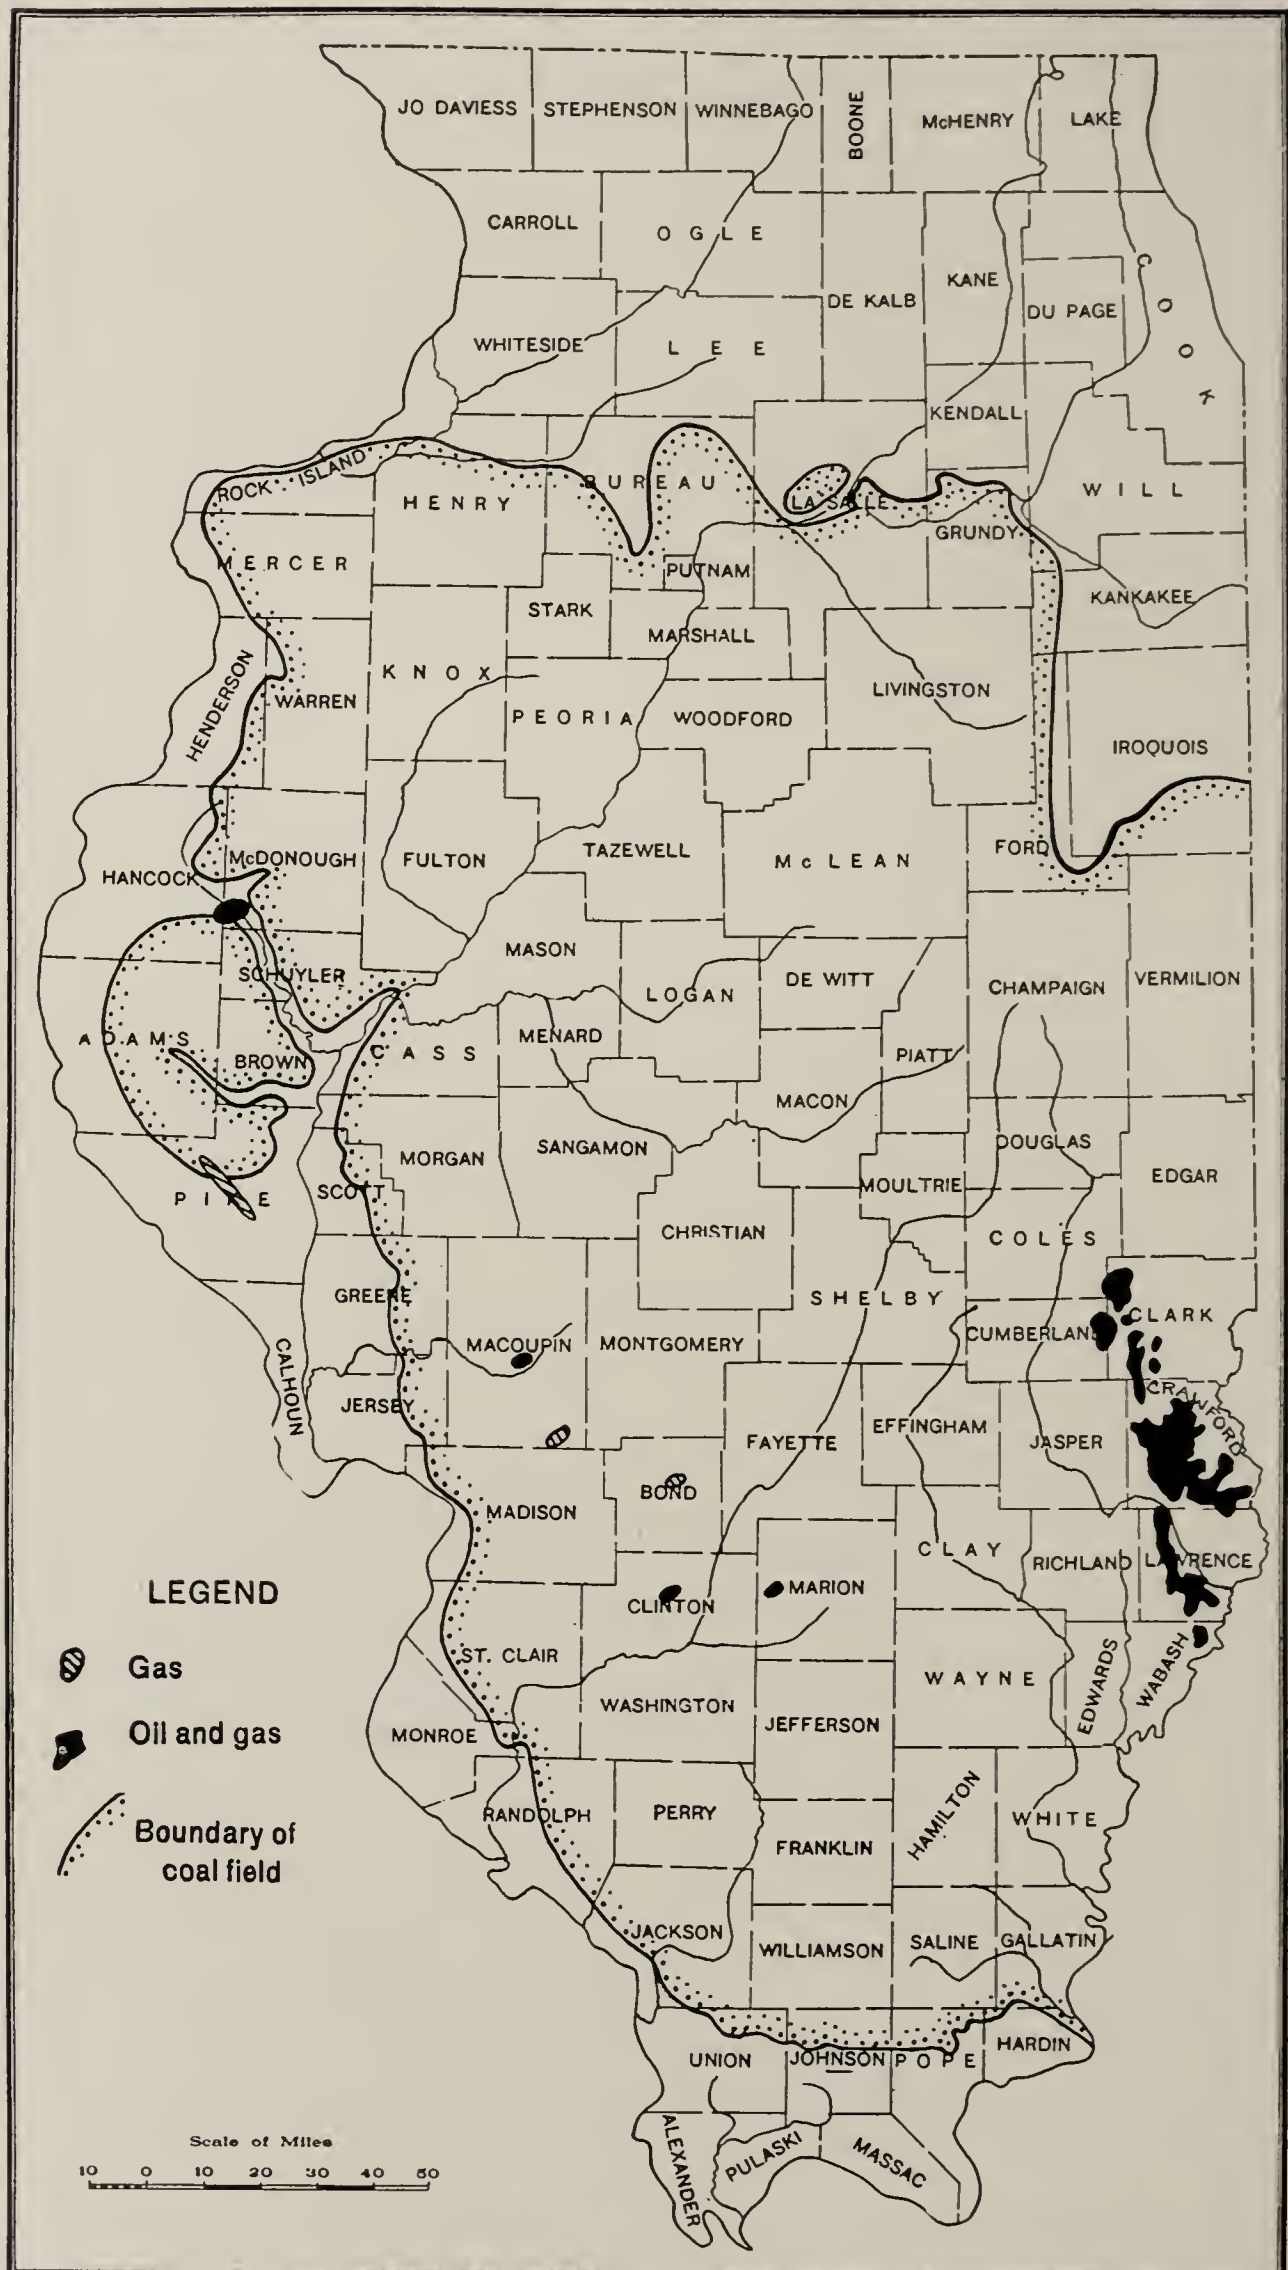 JO DAVIESS
STEPHENSON
WINNEBAGO
BOONE
McHENRY
LAKE
CARROLL
OGLE
DE KALB
KANE
DU PAGE
COOK
WHITESIDE
LEE
KENDALL
ROCK ISLAND
HENRY
BUREAU
LA SALLE
GRUNDY
WILL
MERCER
PUTNAM
STARK
KANKAKEE
MARSHALL
HENDERSON
WARREN
KNOX
PEORIA
WOODFORD
LIVINGSTON
IROQUOIS
HANCOCK
McDONOUGH
FULTON
TAZEWELL
McLEAN
FORD
SCHUYLER
MASON
LOGAN
DE WITT
CHAMPAIGN
VERMILION
ADAMS
BROWN
CASS
MENARD
PIATT
MACON
PIKE
SCOTT
MORGAN
SANGAMON
MOULTRIE
DOUGLAS
EDGAR
CHRISTIAN
COLES
GREENE
SHELBY
CALHOUN
MACOUPIN
MONTGOMERY
CUMBERLAND
CLARK
JERSEY
FAYETTE
EFFINGHAM
JASPER
CRAWFORD
MADISON
BOND
CLAY
RICHLAND
LAWRENCE
CLINTON
MARION
ST. CLAIR
WASHINGTON
WAYNE
EDWARDS
WABASH
MONROE
JEFFERSON
RANDOLPH
PERRY
FRANKLIN
HAMILTON
WHITE
JACKSON
WILLIAMSON
SALINE
GALLATIN
UNION
JOHNSON
POPE
HARDIN
ALEXANDER
PULASKI
MASSAC
LEGEND
Gas
Oil and gas
Boundary of
coal field
Scale of Miles
10 0 10 20 30 40 50